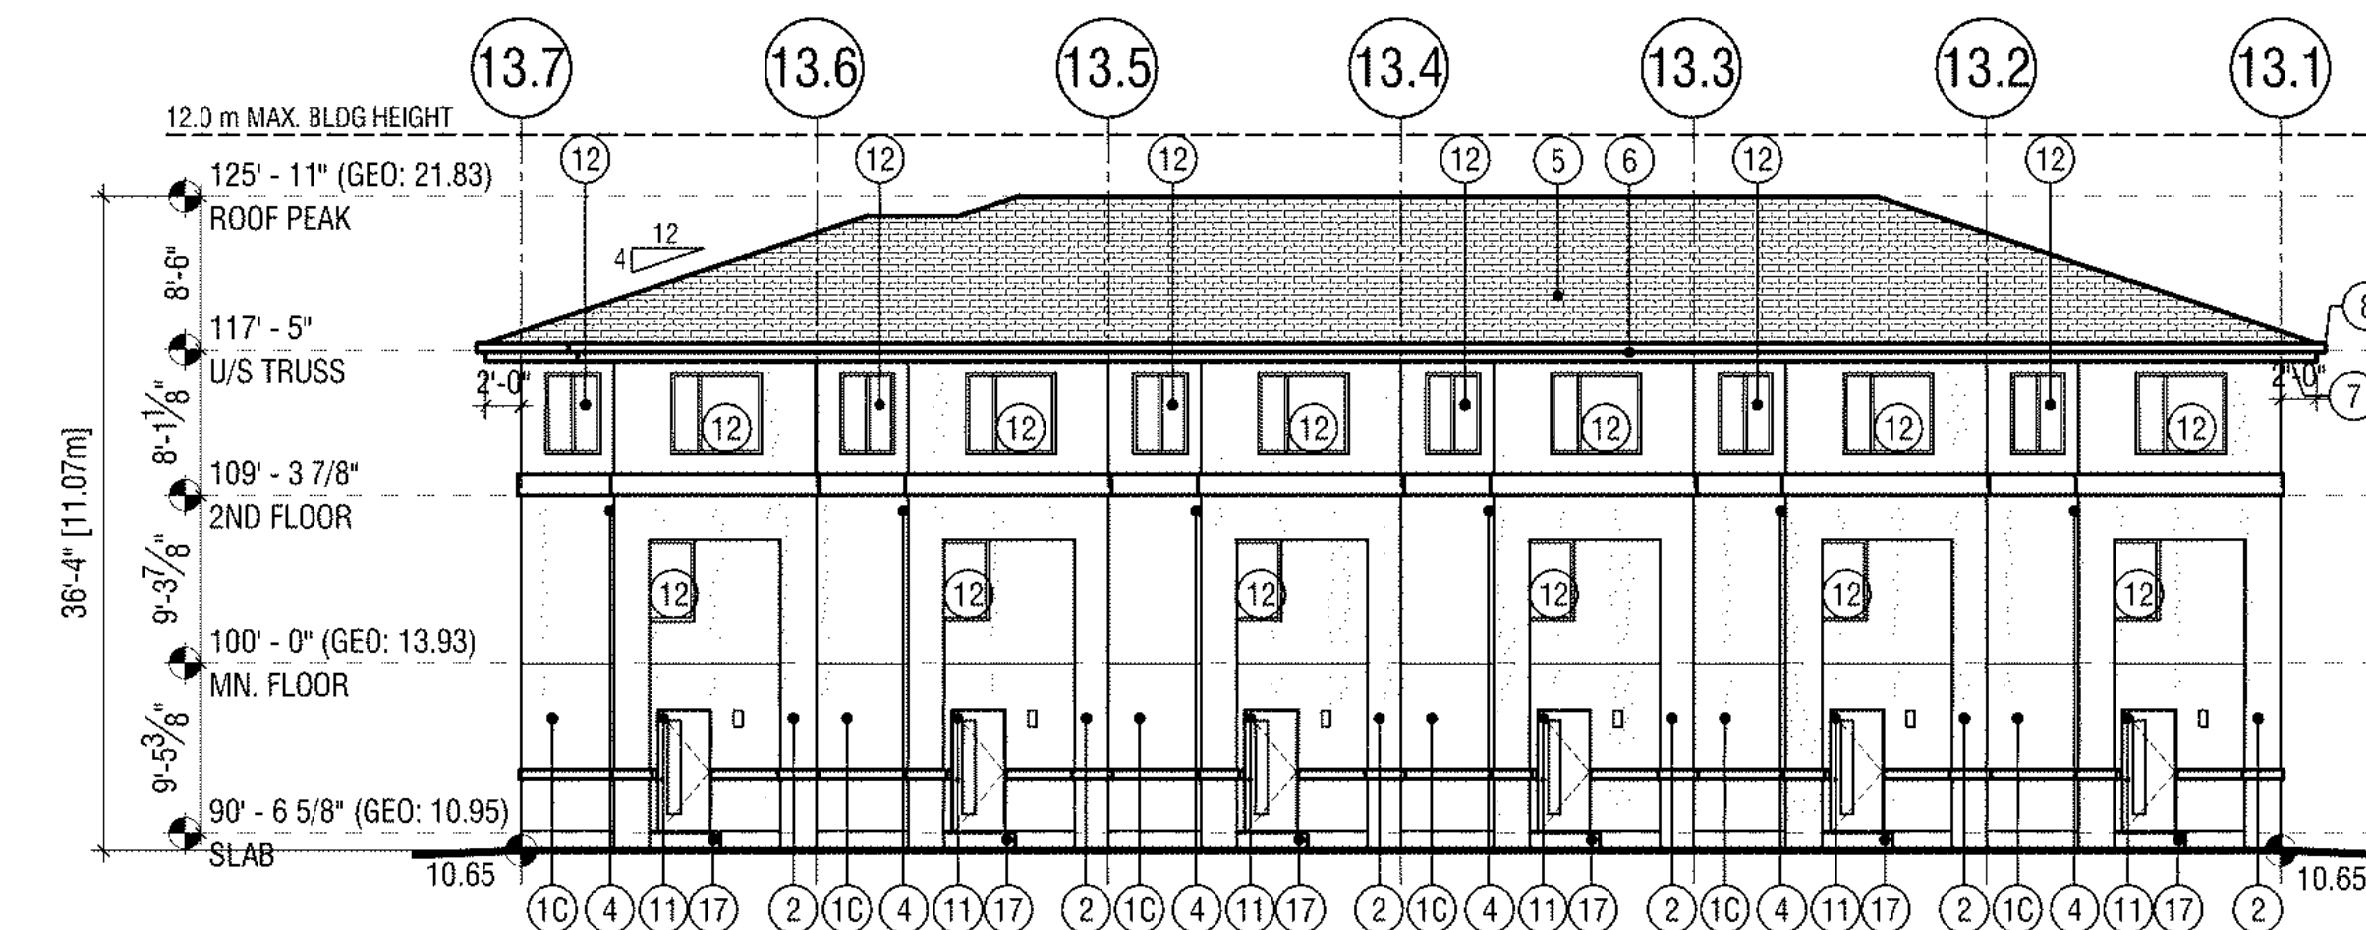 13.7 13.6 13.5 13.4 13.3 13.2 13.1
12.0 m MAX. BLDG HEIGHT
12 12 12 12 5 6 12 12
125' - 11" (GEO: 21.83)
ROOF PEAK
12
4
8'-6"
8
117' - 5"
U/S TRUSS
2'-0" 2'-0"
7
8'-1 1/8"
12 12 12 12 12 12
36'-4" [11.07m]
109' - 3 7/8"
2ND FLOOR
9'-3 7/8"
12 12 12 12 12 12
100' - 0" (GEO: 13.93)
MN. FLOOR
9'-5 3/8"
90' - 6 5/8" (GEO: 10.95)
SLAB
10.65 10.65
1C 4 11 17 2 1C 4 11 17 2 1C 4 11 17 2 1C 4 11 17 2 1C 4 11 17 2 1C 4 11 17 2